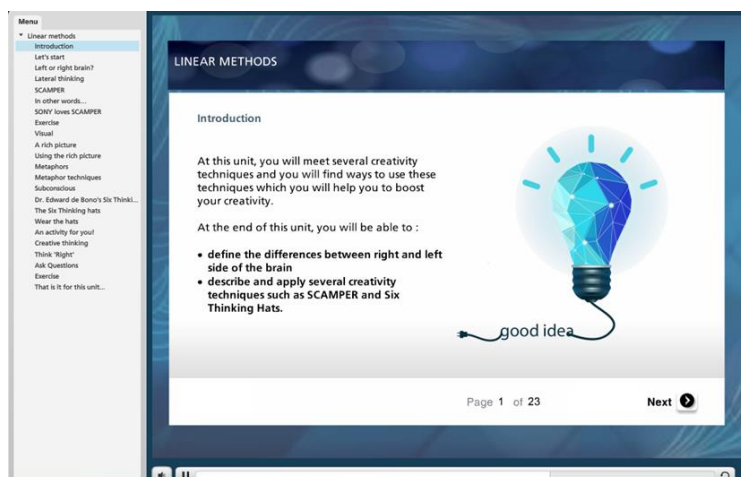 Menu
Linear methods
Introduction
Let's start
Left or right brain?
Lateral thinking
SCAMPER
In other words...
SONY loves SCAMPER
Exercise
Visual
A rich picture
Using the rich picture
Metaphors
Metaphor techniques
Subconscious
Dr. Edward de Bono's Six Thinki...
The Six Thinking hats
Wear the hats
An activity for you!
Creative thinking
Think 'Right'
Ask Questions
Exercise
That is it for this unit...
LINEAR METHODS
Introduction
At this unit, you will meet several creativity
techniques and you will find ways to use these
techniques which you will help you to boost
your creativity.
At the end of this unit, you will be able to :
• define the differences between right and left
side of the brain
• describe and apply several creativity
techniques such as SCAMPER and Six
Thinking Hats.
good idea
Page 1 of 23
Next